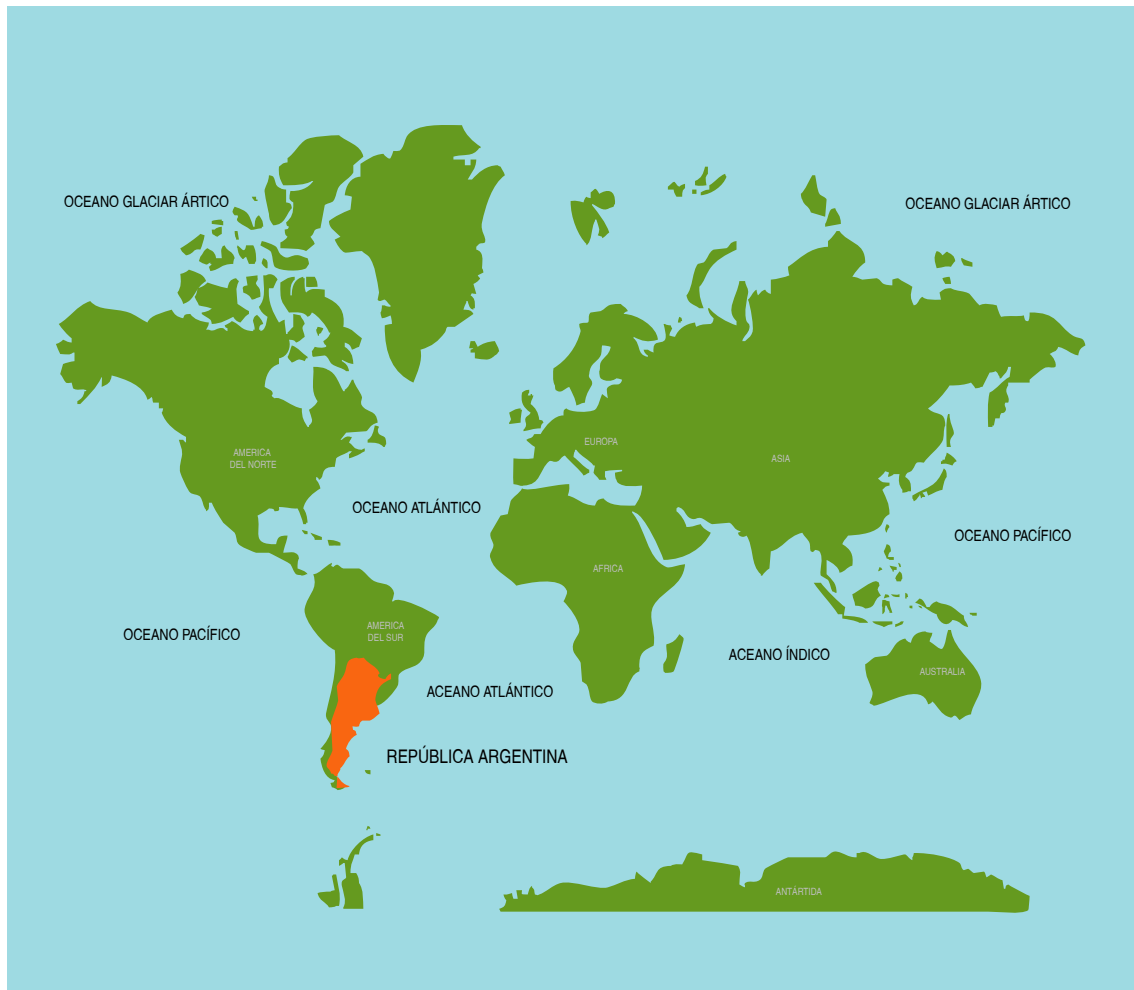 OCEANO GLACIAR ÁRTICO
OCEANO GLACIAR ÁRTICO
EUROPA
AMERICA
DEL NORTE
ASIA
OCEANO ATLÁNTICO
OCEANO PACÍFICO
AFRICA
AMERICA
DEL SUR
OCEANO PACÍFICO
ACEANO ÍNDICO
AUSTRALIA
ACEANO ATLÁNTICO
REPÚBLICA ARGENTINA
ANTÁRTIDA